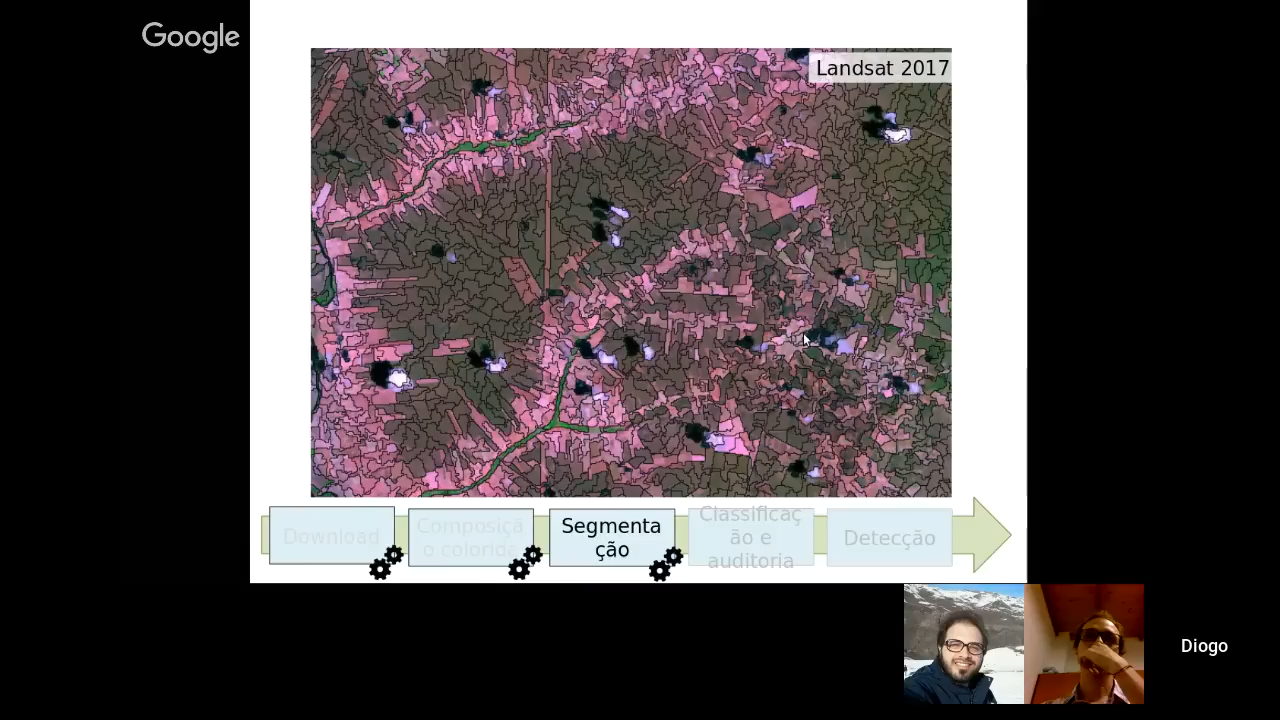 Google
Landsat 2017
Download
Composiçã
o colorida
Segmenta
ção
Classificaç
ão e
auditoria
Detecção
Diogo